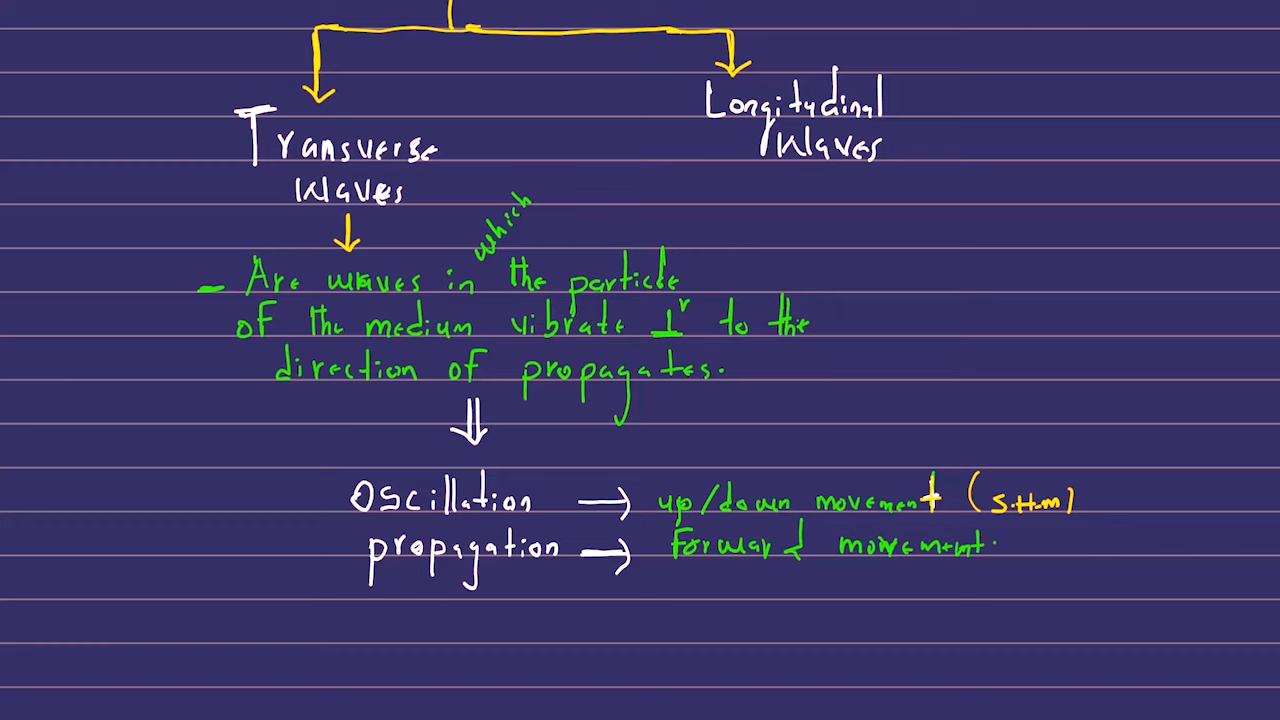 Transverse
Waves
Longitudinal
Waves
- Are waves in which the particle
of the medium vibrate ⊥r to the
direction of propagates.
Oscillation → up/down movement (S.H.m)
propagation → forward movement.